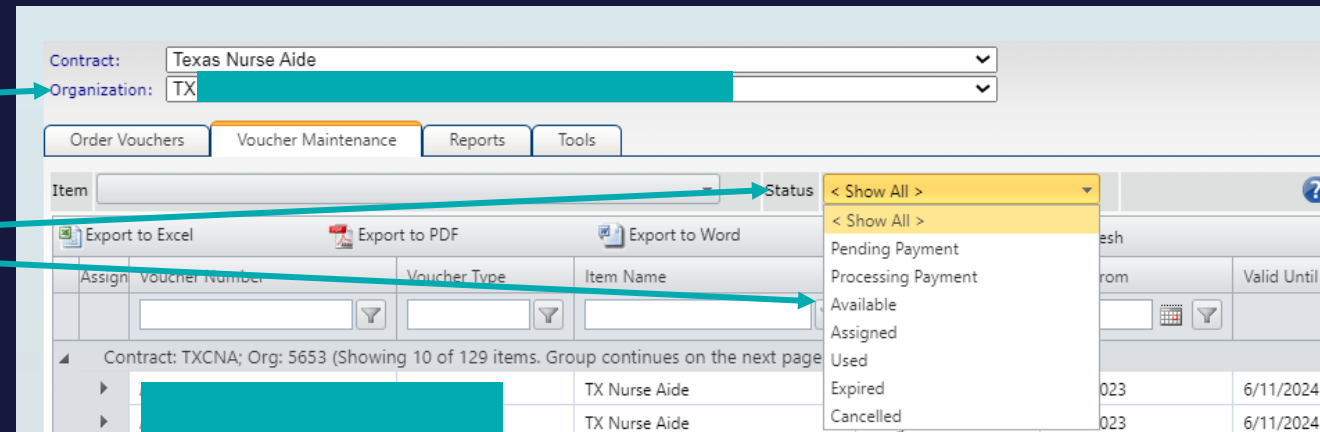 Contract: Texas Nurse Aide
Organization: TX
Order Vouchers Voucher Maintenance Reports Tools
Item Status < Show All >
< Show All >
Export to Excel Export to PDF Export to Word Pending Payment
Assign Voucher Number Voucher Type Item Name Processing Payment Valid Until
Available
Assigned
Contract: TXCNA; Org: 5653 (Showing 10 of 129 items. Group continues on the next page Used
TX Nurse Aide Expired 023 6/11/2024
TX Nurse Aide Cancelled 023 6/11/2024